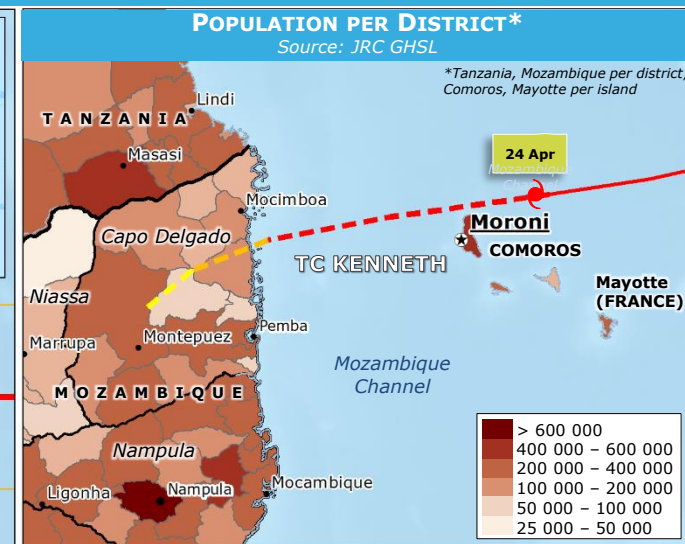 POPULATION PER DISTRICT*
Source: JRC GHSL
*Tanzania, Mozambique per district,
Comoros, Mayotte per island
Lindi
TANZANIA
Masasi
24 Apr
Mozambique
Channel
Mocimboa
Moroni
Capo Delgado
COMOROS
TC KENNETH
Niassa
Mayotte
(FRANCE)
Marrupa
Montepuez
Pemba
Mozambique
Channel
MOZAMBIQUE
> 600 000
400 000 – 600 000
200 000 – 400 000
100 000 – 200 000
50 000 – 100 000
25 000 – 50 000
Nampula
Ligonha
Nampula
Mocambique